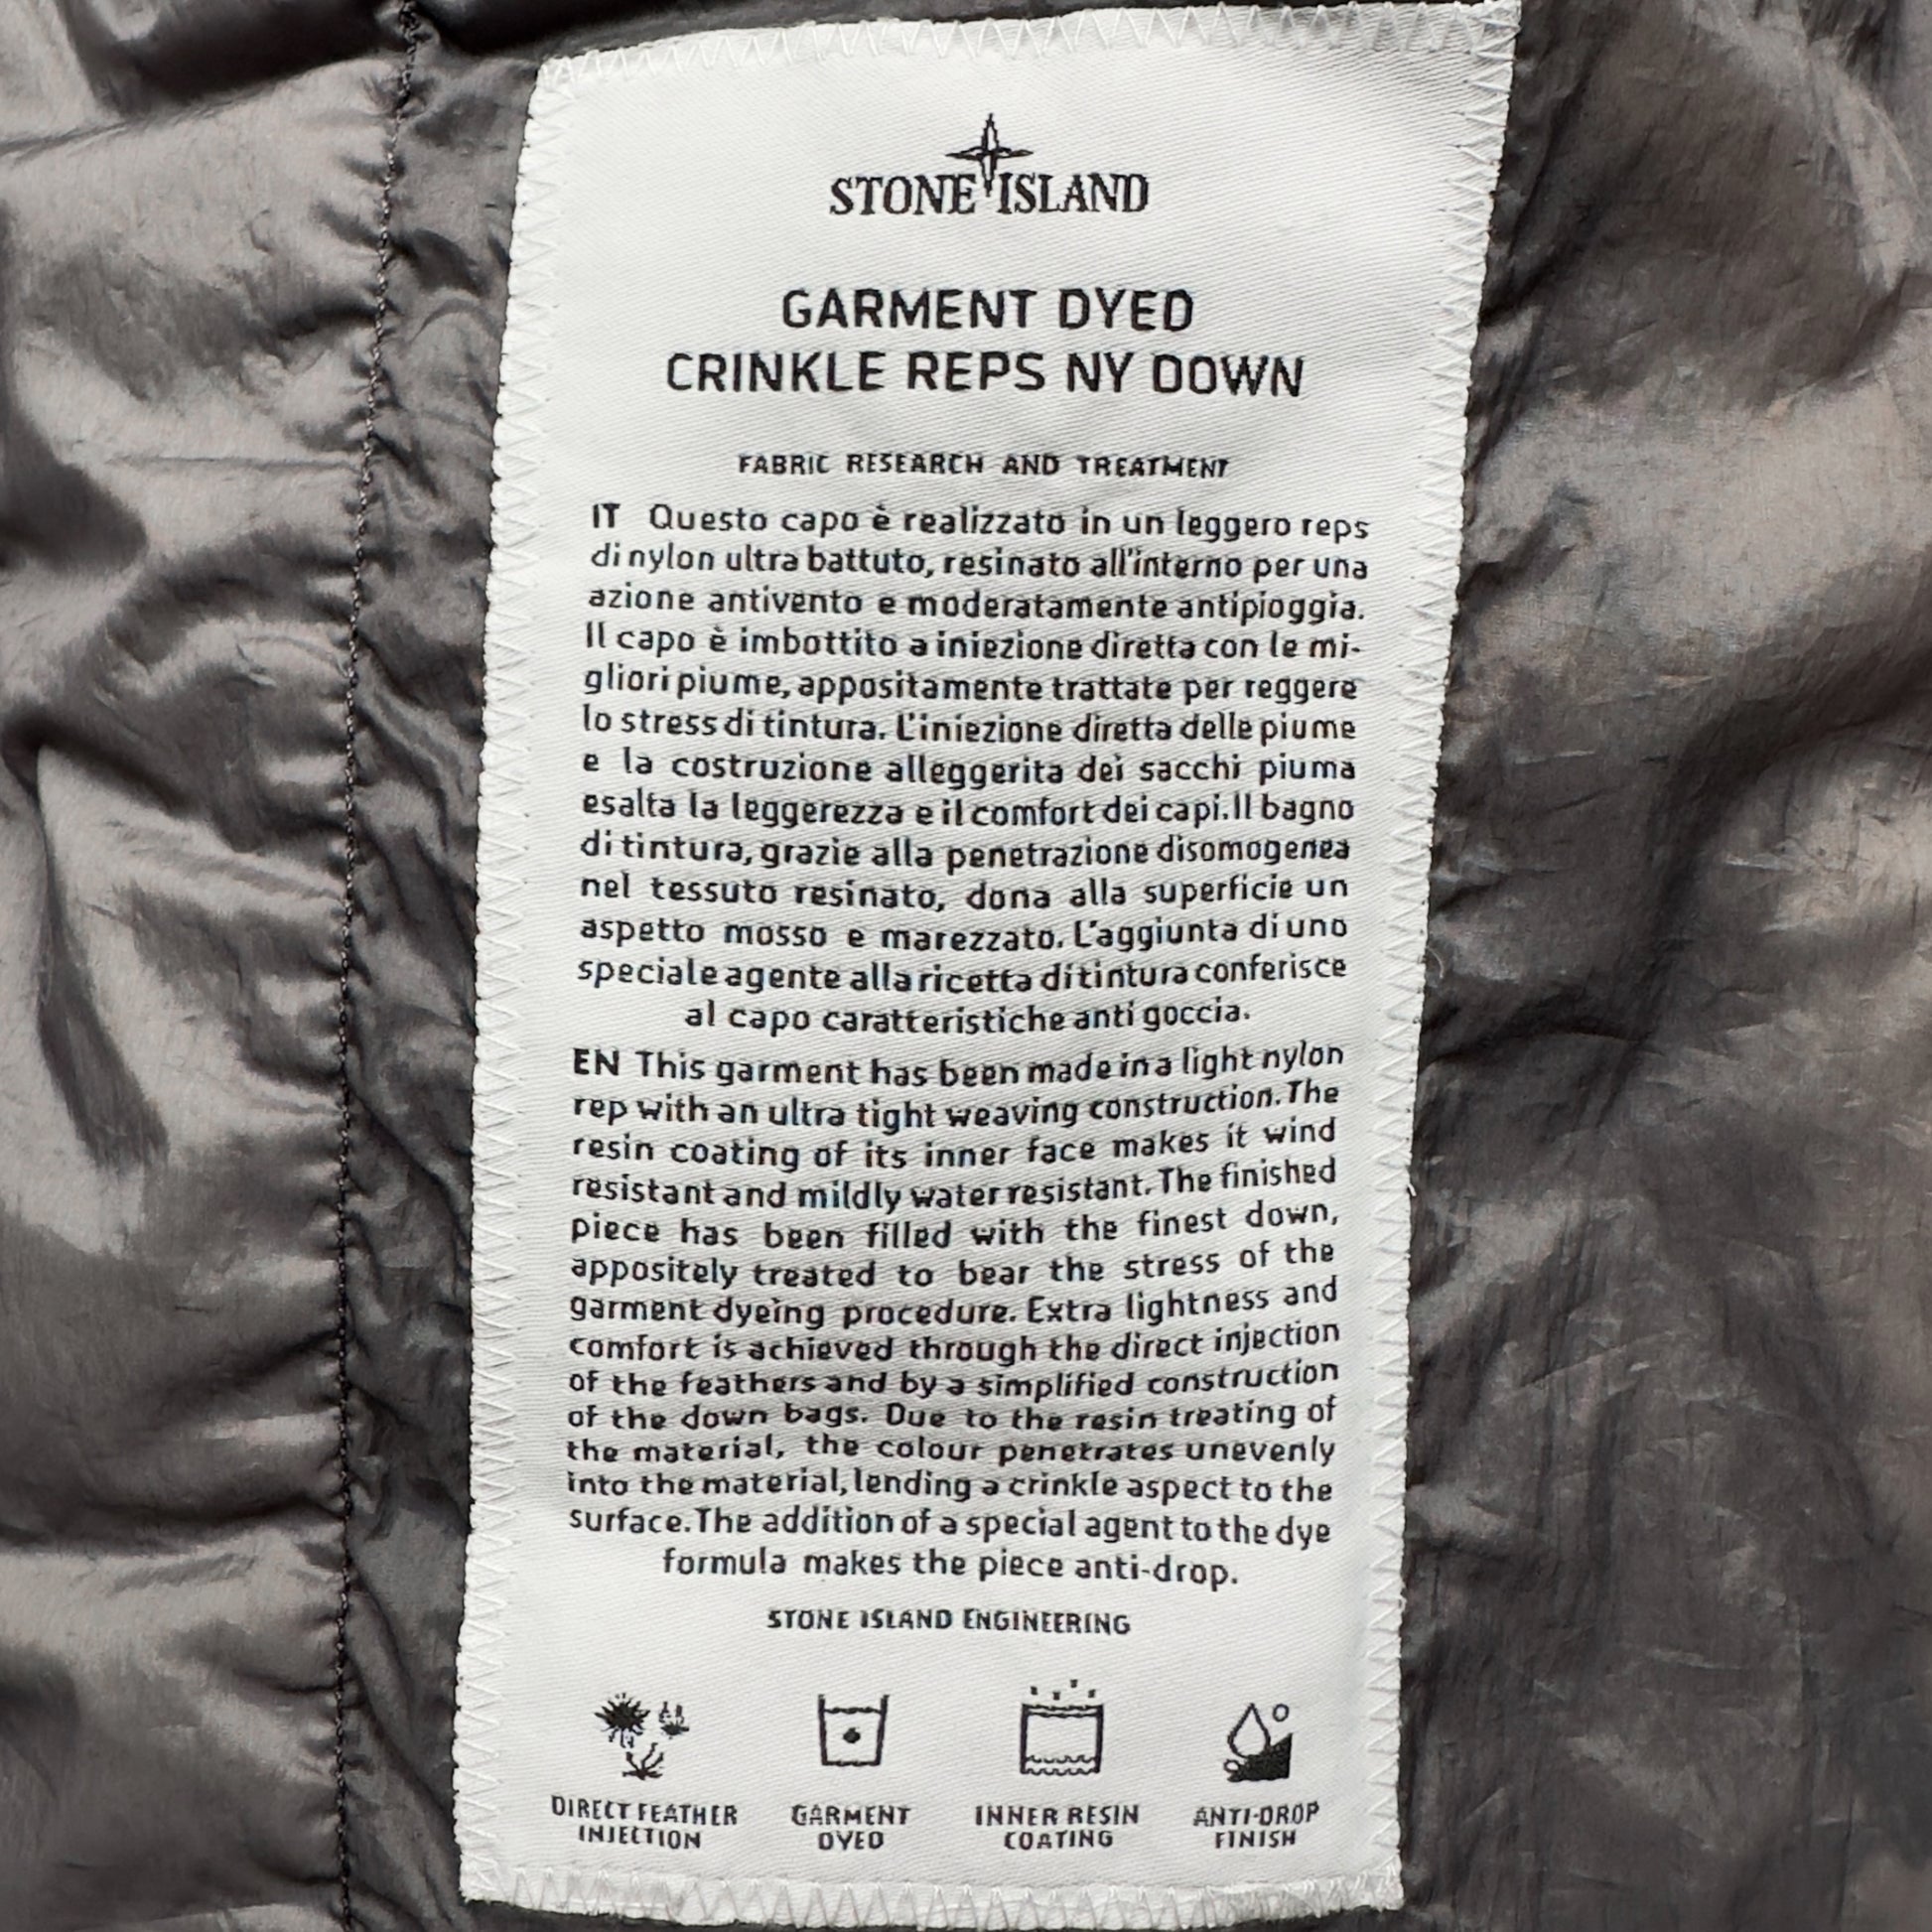 STONE ISLAND
GARMENT DYED
CRINKLE REPS NY DOWN
FABRIC RESEARCH AND TREATMENT
IT Questo capo è realizzato in un leggero reps
di nylon ultra battuto, resinato all'interno per una
azione antivento e moderatamente antipioggia.
Il capo è imbottito a iniezione diretta con le mi-
gliori piume, appositamente trattate per reggere
lo stress di tintura. L'iniezione diretta delle piume
e la costruzione alleggerita dei sacchi piuma
esalta la leggerezza e il comfort dei capi. Il bagno
di tintura, grazie alla penetrazione disomogenea
nel tessuto resinato, dona alla superficie un
aspetto mosso e marezzato. L'aggiunta di uno
speciale agente alla ricetta di tintura conferisce
al capo caratteristiche anti goccia.
EN This garment has been made in a light nylon
rep with an ultra tight weaving construction. The
resin coating of its inner face makes it wind
resistant and mildly water resistant. The finished
piece has been filled with the finest down,
appositely treated to bear the stress of the
garment dyeing procedure. Extra lightness and
comfort is achieved through the direct injection
of the feathers and by a simplified construction
of the down bags. Due to the resin treating of
the material, the colour penetrates unevenly
into the material, lending a crinkle aspect to the
surface. The addition of a special agent to the dye
formula makes the piece anti-drop.
STONE ISLAND ENGINEERING
DIRECT FEATHER GARMENT INNER RESIN ANTI-DROP
INJECTION DYED COATING FINISH